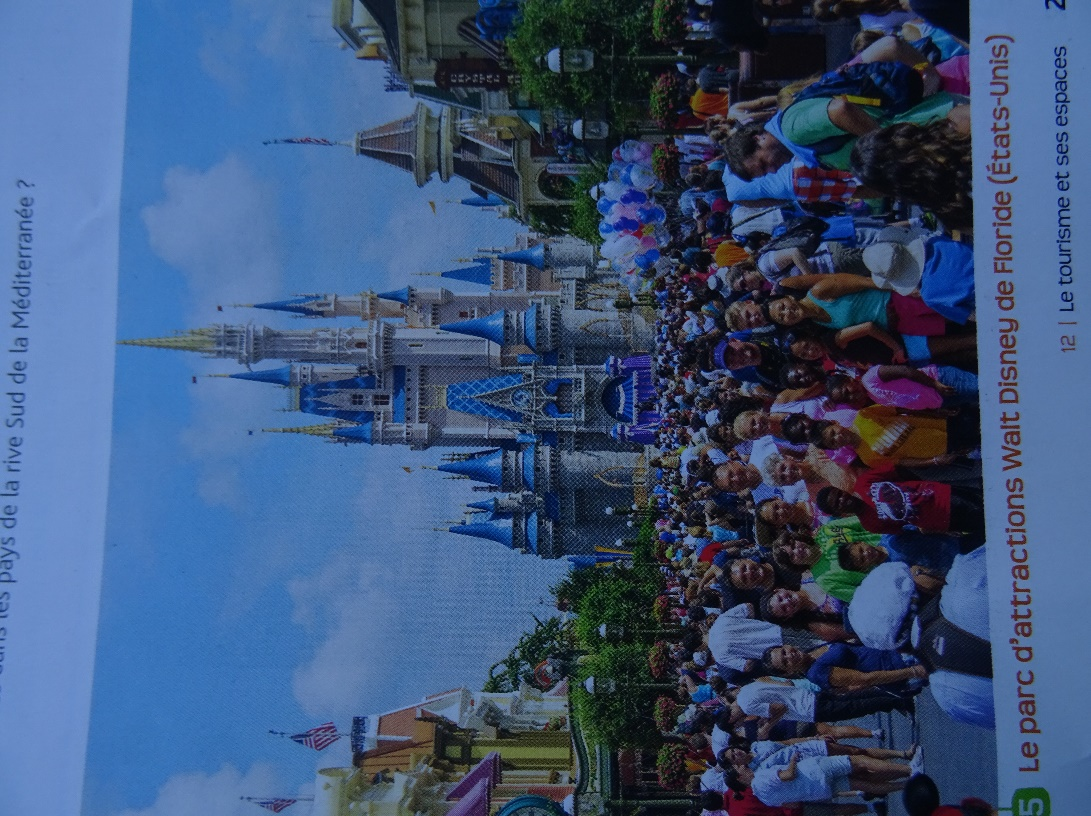 dans les pays de la rive Sud de la Méditerranée ?
5 Le parc d'attractions Walt Disney de Floride (États-Unis)
12 | Le tourisme et ses espaces